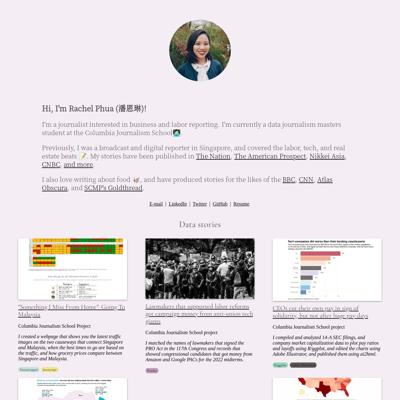 Hi, I'm Rachel Phua (潘恩琳)!
I'm a journalist interested in business and labor reporting. I'm currently a data journalism masters
student at the Columbia Journalism School
Previously, I was a broadcast and digital reporter in Singapore, and covered the labor, tech, and real
estate beats. My stories have been published in The Nation, The American Prospect, Nikkei Asia,
CNBC, and more.
I also love writing about food, and have produced stories for the likes of the BBC, CNN, Atlas
Obscura, and SCMP's Goldthread.
E-mail | LinkedIn | Twitter | GitHub | Resume
Data stories
"Something I Miss From Home": Going To
Malaysia
Columbia Journalism School Project
I created a webpage that shows you the latest traffic
images on the two causeways that connect Singapore
and Malaysia, when the best times to go are based on
the traffic, and how grocery prices compare between
Singapore and Malaysia.
Lawmakers that supported labor reforms
got campaign money from anti-union tech
giants
Columbia Journalism School project
I matched the names of lawmakers that signed the
PRO Act in the 117th Congress and records that
showed congressional candidates that got money from
Amazon and Google PACs for the 2022 midterms.
Tech companies did worse than their banking counterparts
CEOs cut their own pay in sign of
solidarity, but not after huge pay days
Columbia Journalism School project
I compiled and analyzed 14-A SEC filings, and
company market capitalization data to plot pay ratios
and layoffs using R/ggplot, and edited the charts using
Adobe Illustrator, and published them using ai2html.